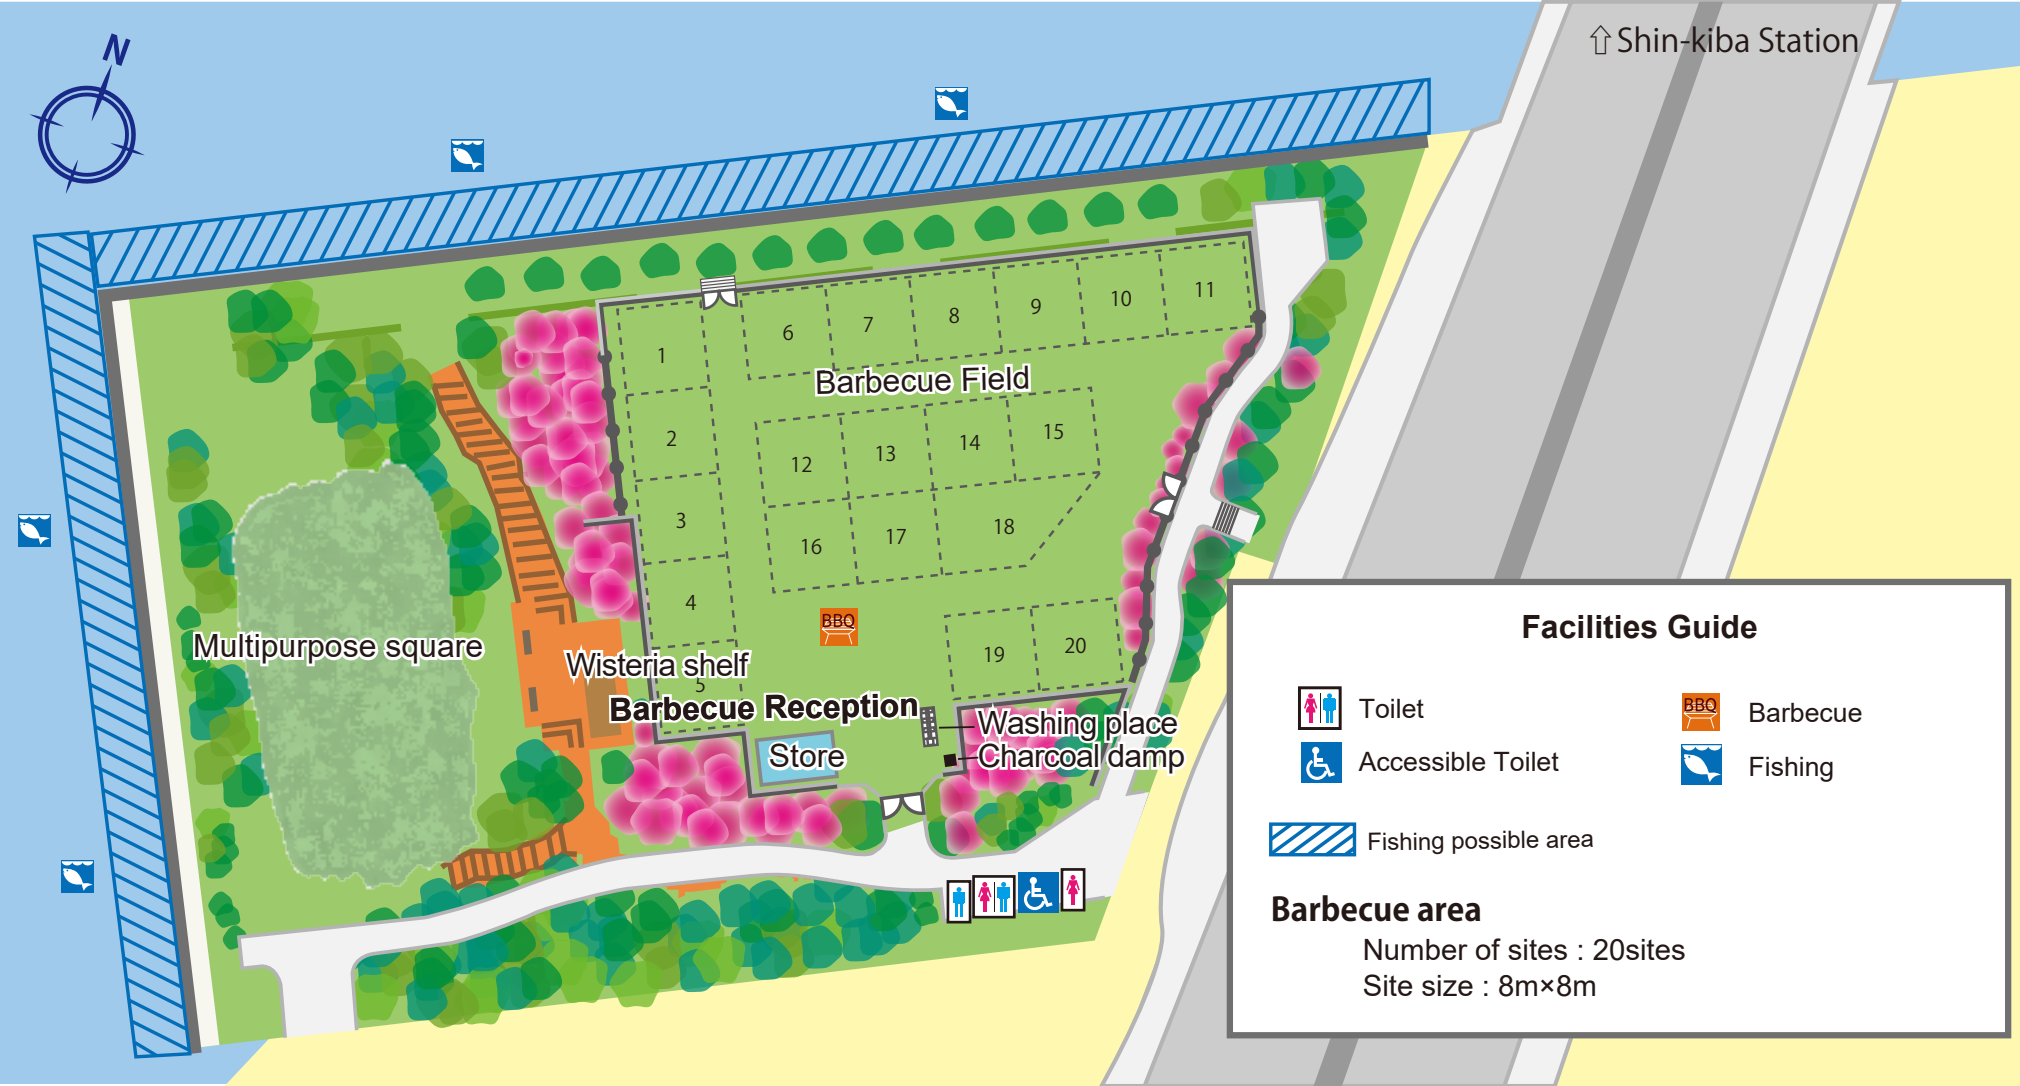 N
⇧Shin-kiba Station
1
2
3
4
5
6
7
8
9
10
11
Barbecue Field
12
13
14
15
16
17
18
19
20
BBQ
Multipurpose square
Wisteria shelf
Barbecue Reception
Store
Washing place
Charcoal damp
Facilities Guide
Toilet
BBQ Barbecue
Accessible Toilet
Fishing
Fishing possible area
Barbecue area
Number of sites : 20sites
Site size : 8m×8m